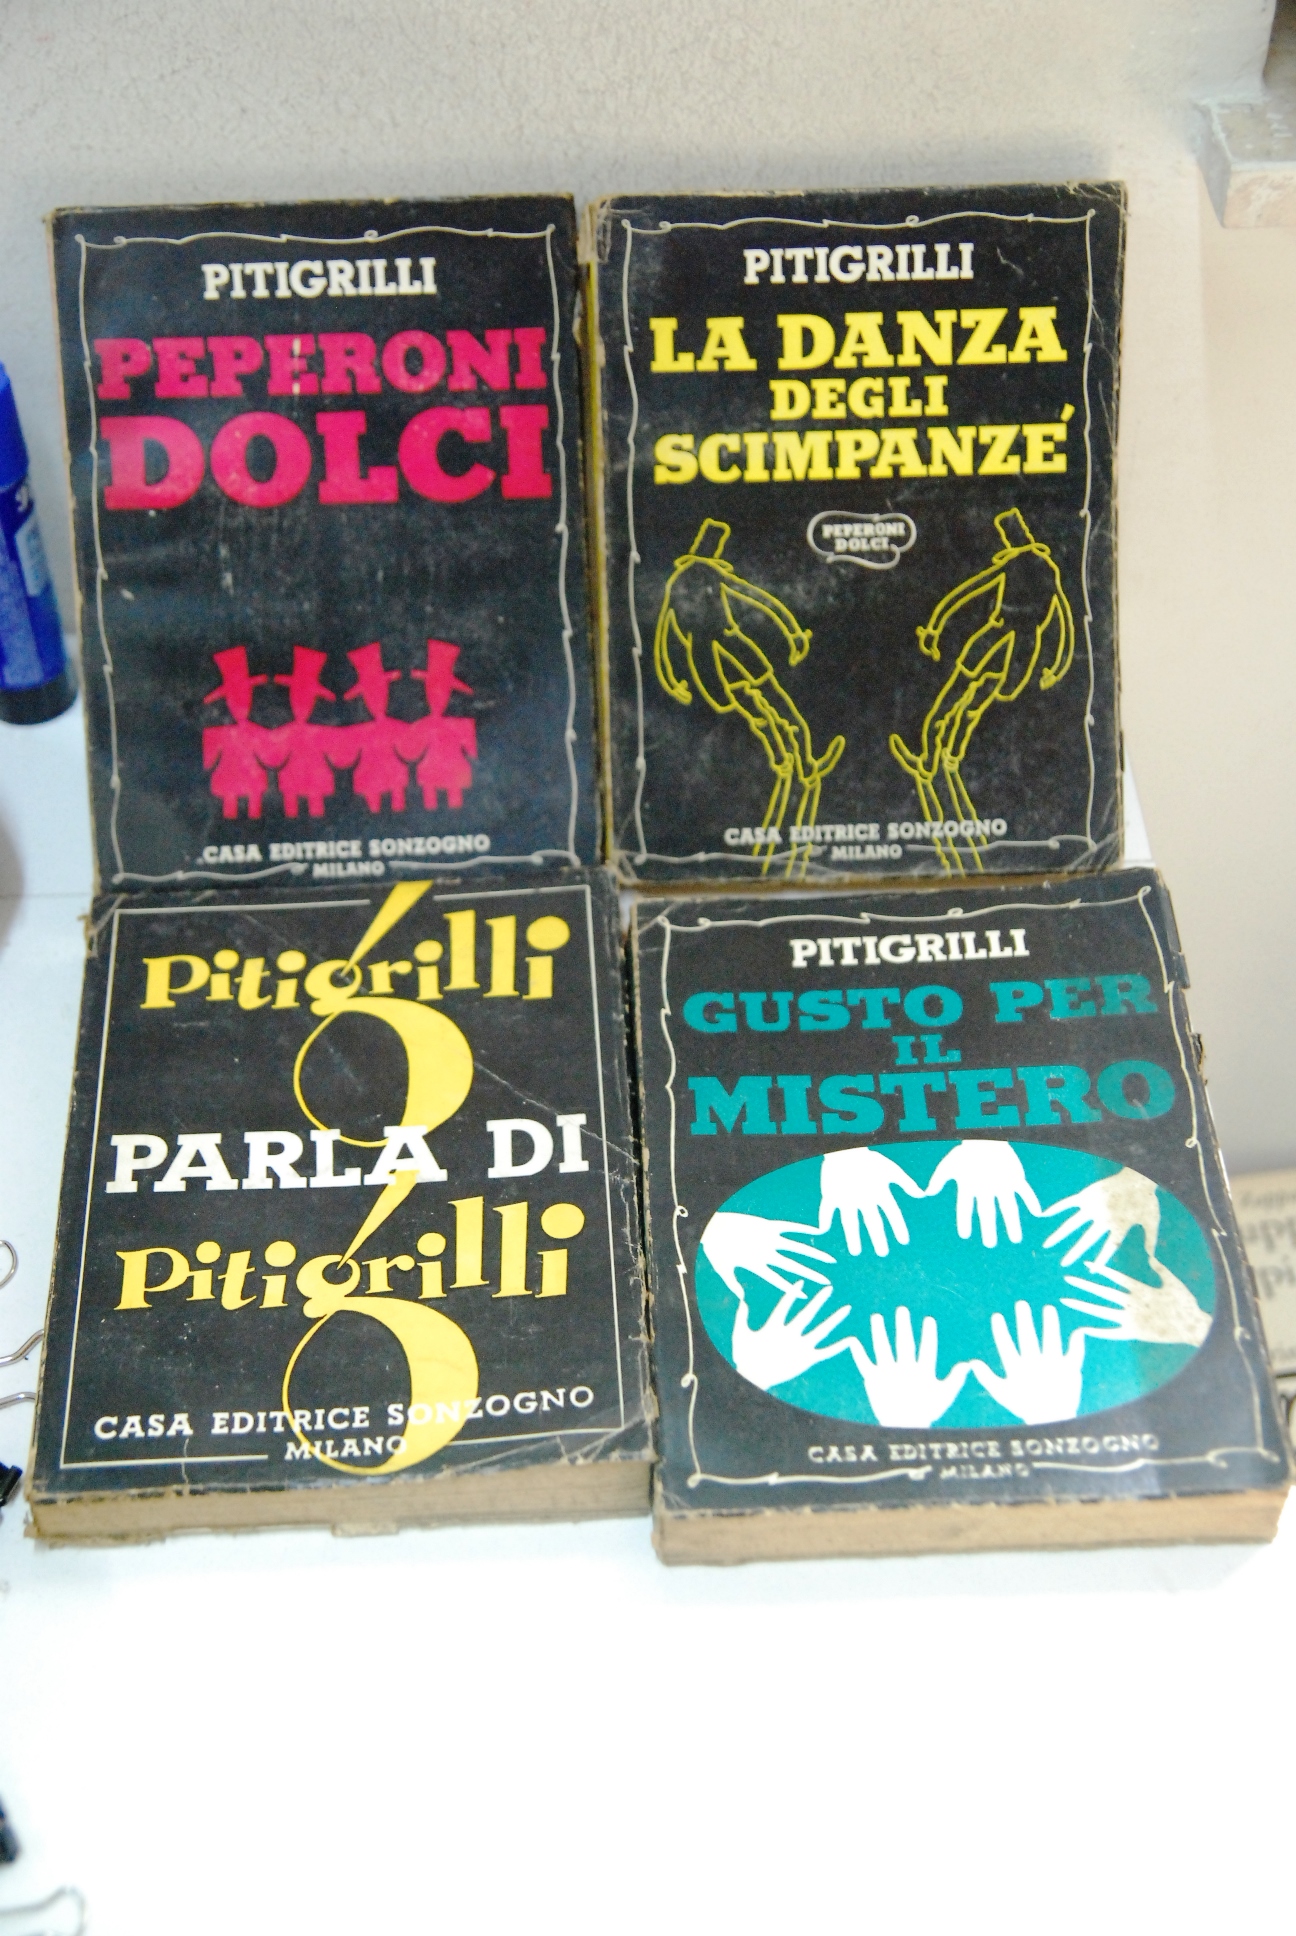 PITIGRILLI
PEPERONI
DOLCI
CASA EDITRICE SONZOGNO
MILANO
PITIGRILLI
LA DANZA
DEGLI
SCIMPANZÉ
PEPERONI
DOLCI
CASA EDITRICE SONZOGNO
MILANO
Pitigrilli
PARLA DI
Pitigrilli
CASA EDITRICE SONZOGNO
MILANO
PITIGRILLI
GUSTO PER
IL
MISTERO
CASA EDITRICE SONZOGNO
MILANO